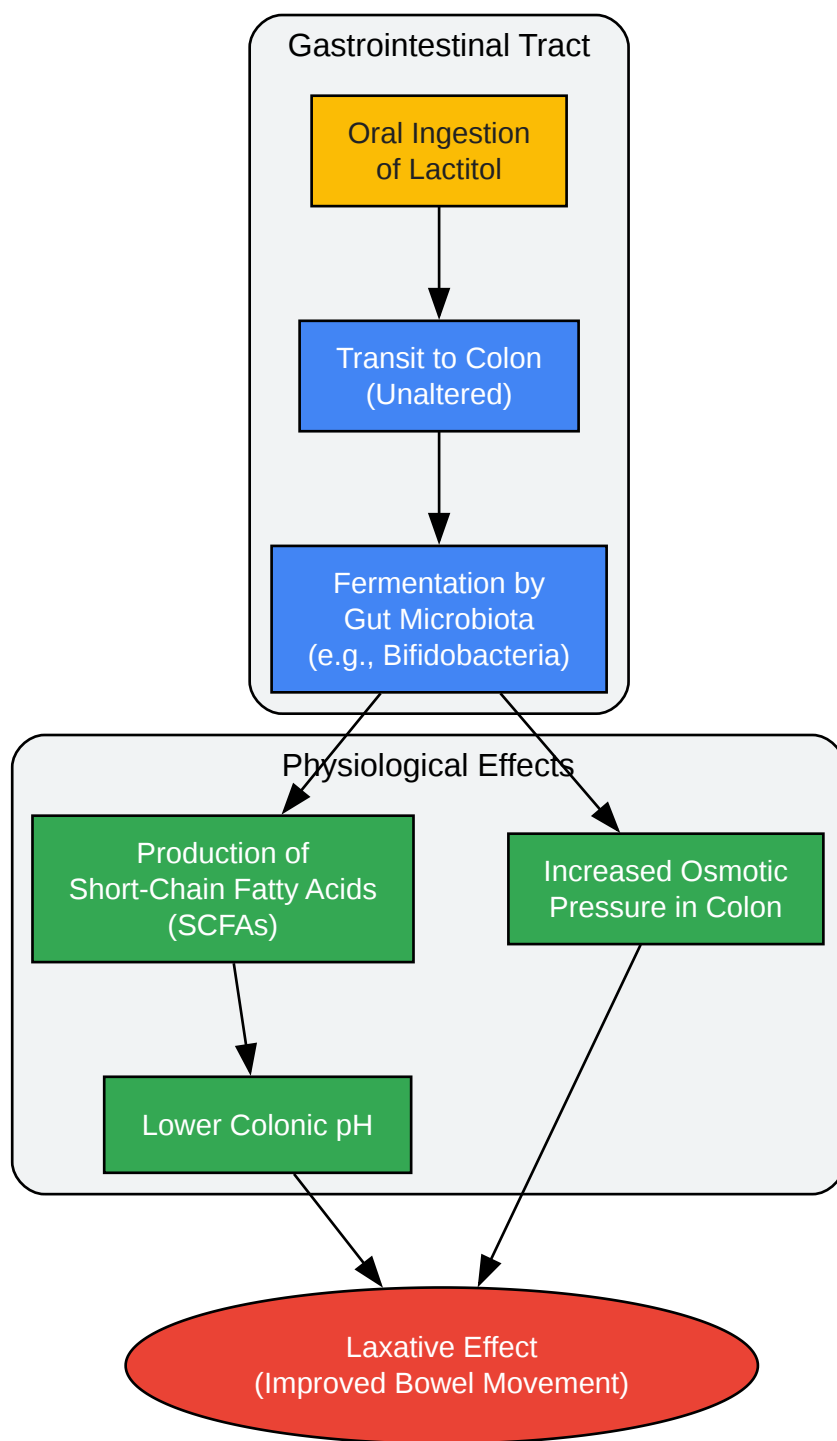 Gastrointestinal Tract
Oral Ingestion
of Lactitol
Transit to Colon
(Unaltered)
Fermentation by
Gut Microbiota
(e.g., Bifidobacteria)
Physiological Effects
Production of
Short-Chain Fatty Acids
(SCFAs)
Increased Osmotic
Pressure in Colon
Lower Colonic pH
Laxative Effect
(Improved Bowel Movement)